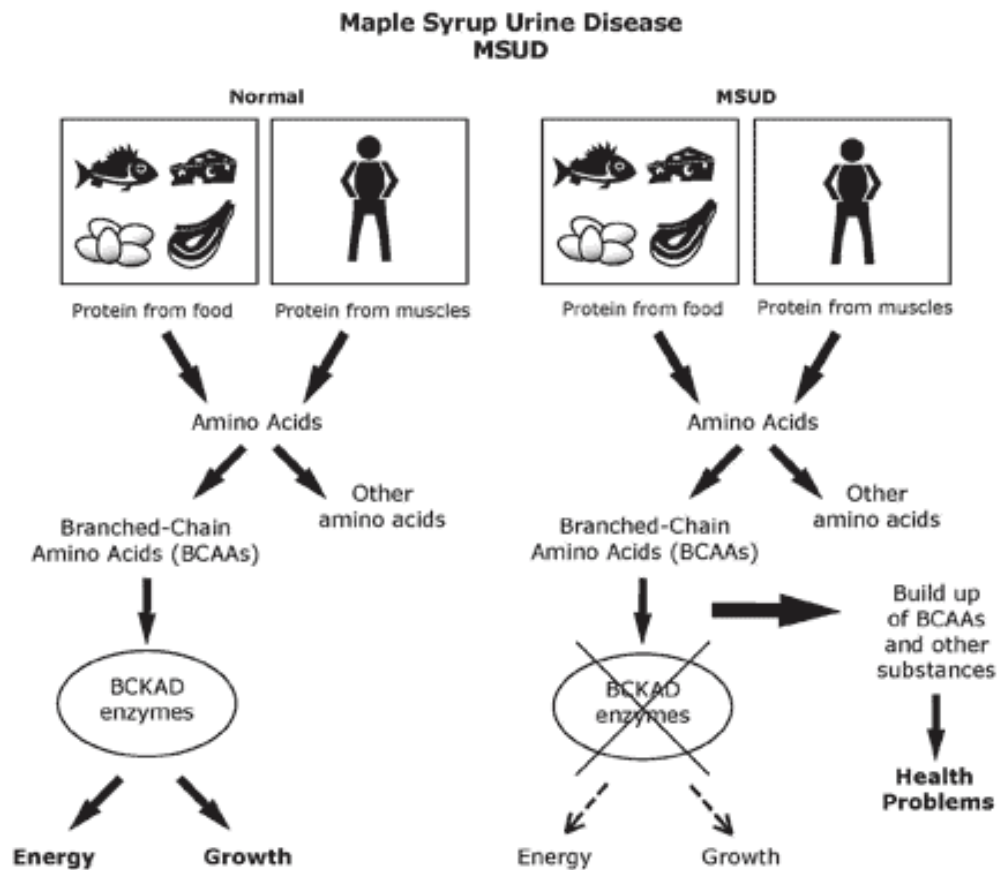 Maple Syrup Urine Disease
MSUD
Normal
Protein from food
Protein from muscles
Amino Acids
Other
amino acids
Branched-Chain
Amino Acids (BCAAs)
BCKAD
enzymes
Energy
Growth
MSUD
Protein from food
Protein from muscles
Amino Acids
Other
amino acids
Branched-Chain
Amino Acids (BCAAs)
Build up
of BCAAs
and other
substances
BCKAD
enzymes
Health
Problems
Energy
Growth